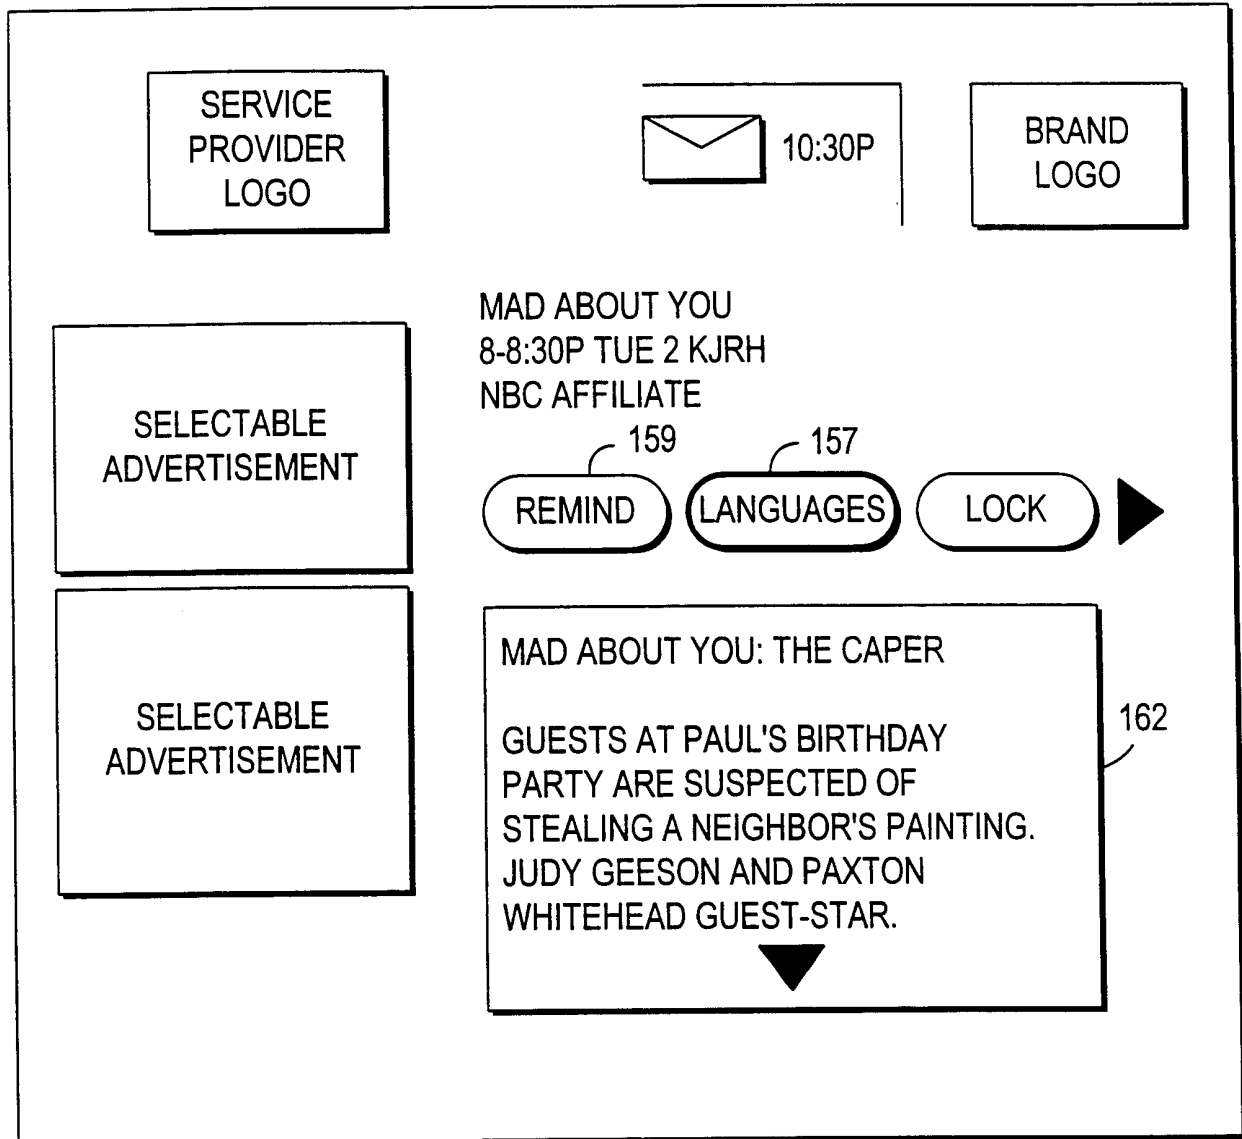 SERVICE
PROVIDER
LOGO
10:30P
BRAND
LOGO
MAD ABOUT YOU
8-8:30P TUE 2 KJRH
NBC AFFILIATE
159
157
REMIND
LANGUAGES
LOCK
SELECTABLE
ADVERTISEMENT
SELECTABLE
ADVERTISEMENT
MAD ABOUT YOU: THE CAPER
GUESTS AT PAUL'S BIRTHDAY
PARTY ARE SUSPECTED OF
STEALING A NEIGHBOR'S PAINTING.
JUDY GEESON AND PAXTON
WHITEHEAD GUEST-STAR.
162